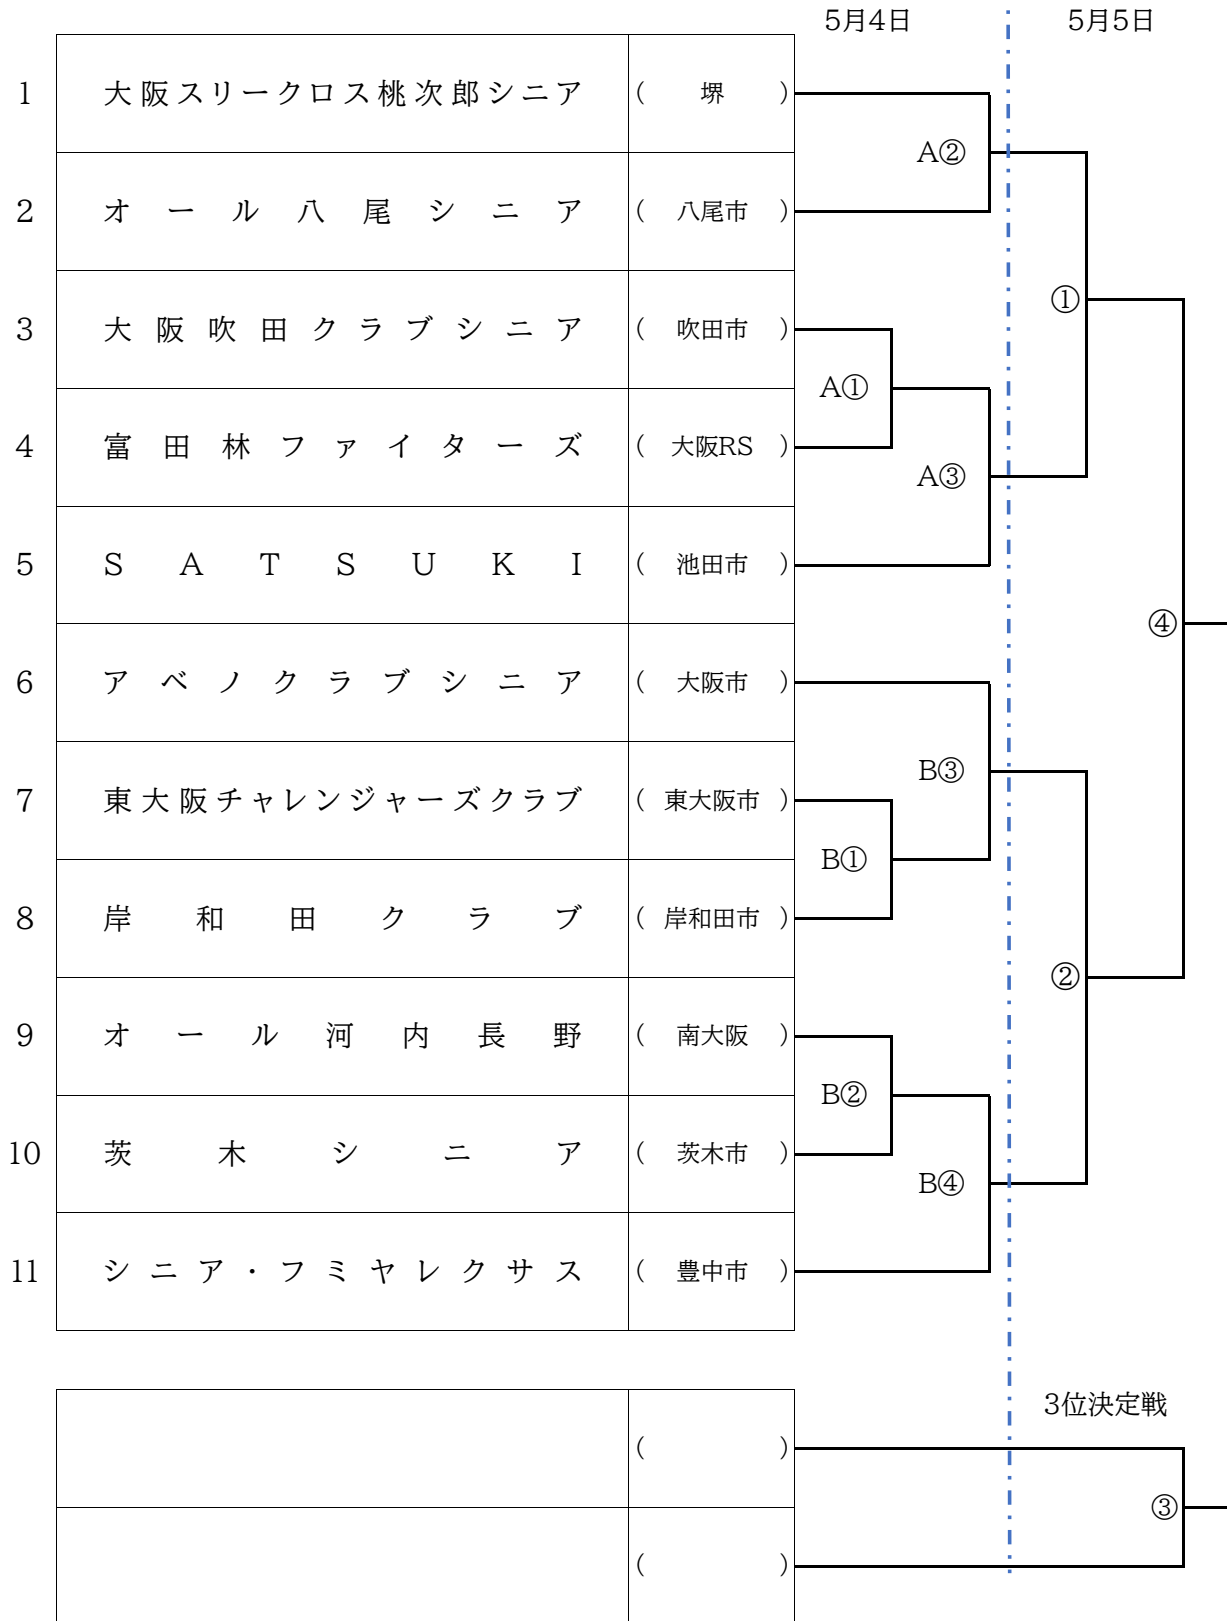 5月4日 5月5日
1 大阪スリークロス桃次郎シニア ( 堺 )
A②
2 オール八尾シニア ( 八尾市 )
①
3 大阪吹田クラブシニア ( 吹田市 )
A①
4 富田林ファイターズ ( 大阪RS )
A③
5 SATSUKI ( 池田市 )
④
6 アベノクラブシニア ( 大阪市 )
B③
7 東大阪チャレンジャーズクラブ ( 東大阪市 )
B①
8 岸和田クラブ ( 岸和田市 )
②
9 オール河内長野 ( 南大阪 )
B②
10 茨木シニア ( 茨木市 )
B④
11 シニア・フミヤレクサス ( 豊中市 )
3位決定戦
( )
③
( )